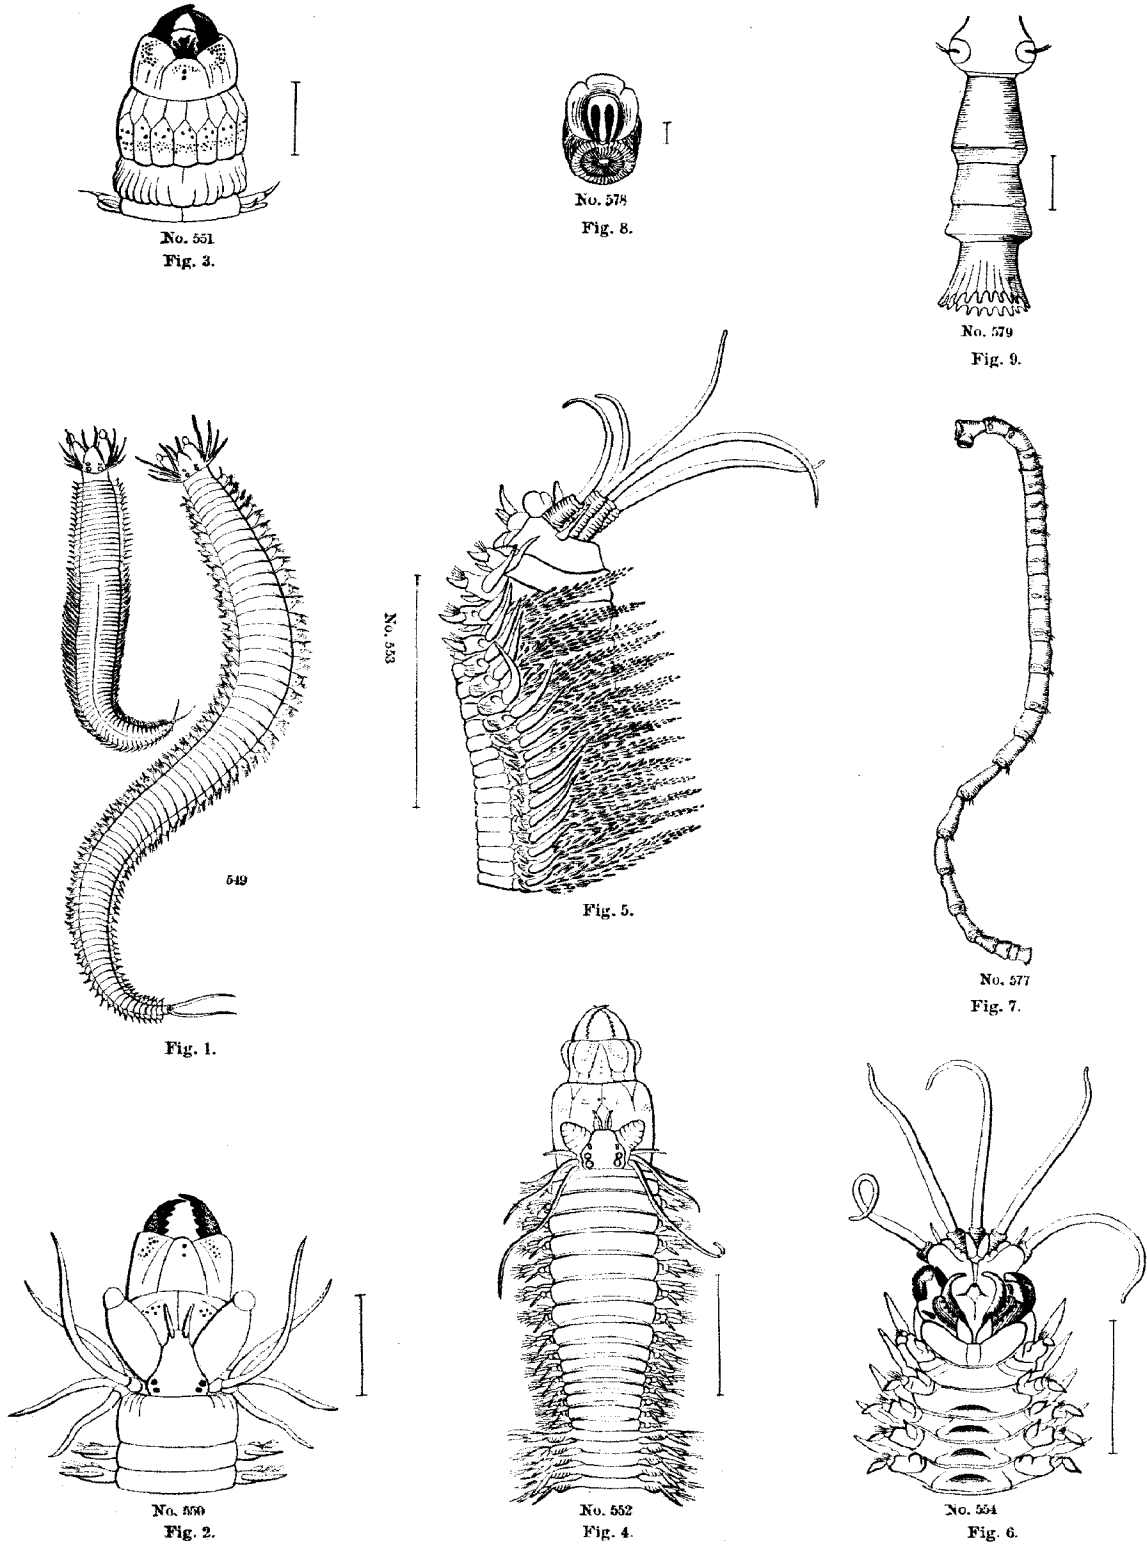 No. 551
Fig. 3.
No. 578
Fig. 8.
No. 579
Fig. 9.
No. 553
549
Fig. 5.
No. 577
Fig. 7.
Fig. 1.
No. 550
Fig. 2.
No. 552
Fig. 4.
No. 554
Fig. 6.